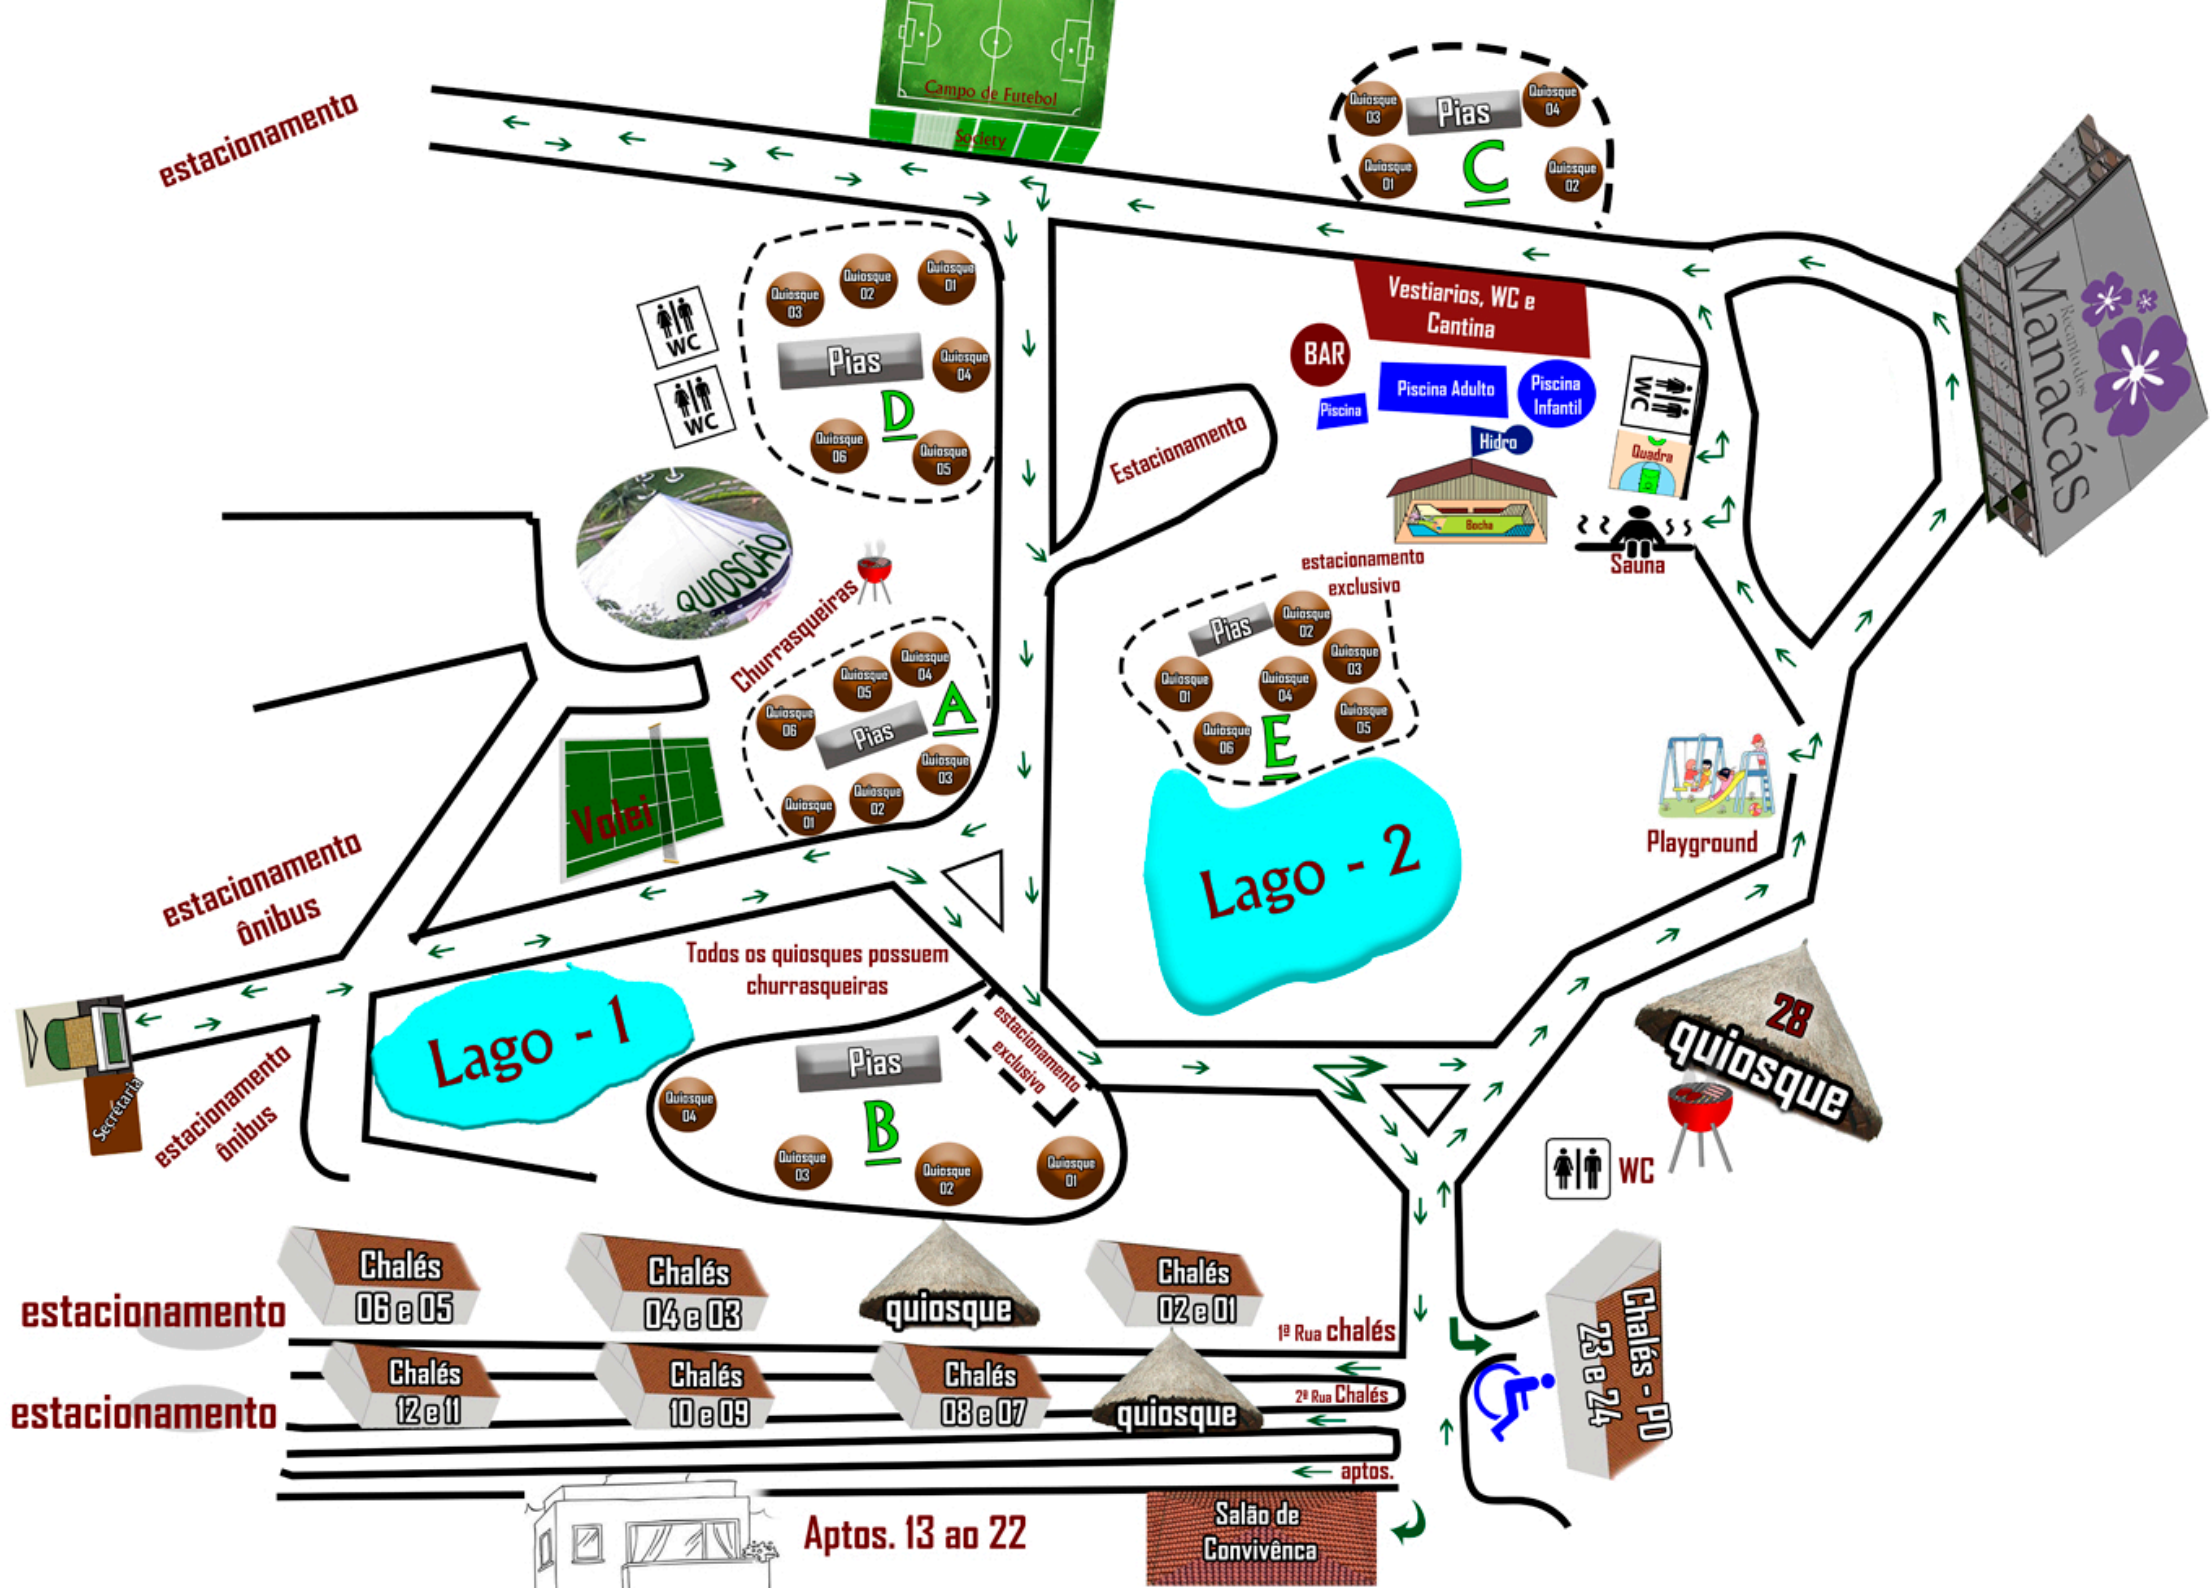 Campo de Futebol
Society
estacionamento
Quiosque
03
Pias
Quiosque
04
Quiosque
01
C
Quiosque
02
Recanto dos
Manacás
Quiosque
03
Quiosque
02
Quiosque
01
WC
WC
Pias
Quiosque
04
D
Quiosque
06
Quiosque
05
Vestiarios, WC e
Cantina
BAR
Piscina
Piscina Adulto
Piscina
Infantil
WC
Hidro
Quadra
Bocha
Sauna
Estacionamento
QUIOSCÃO
Churrasqueiras
estacionamento
exclusivo
Pias
Quiosque
02
Quiosque
03
Quiosque
01
Quiosque
04
Quiosque
05
Quiosque
06
E
Quiosque
04
Quiosque
05
Quiosque
06
A
Pias
Quiosque
03
Quiosque
02
Quiosque
01
Volei
Playground
Lago - 2
estacionamento
ônibus
Todos os quiosques possuem
churrasqueiras
Lago - 1
estacionamento
exclusivo
Secretaria
estacionamento
ônibus
Pias
Quiosque
04
B
Quiosque
03
Quiosque
02
Quiosque
01
28
quiosque
WC
Chalés
06 e 05
Chalés
04 e 03
quiosque
Chalés
02 e 01
estacionamento
1ª Rua chalés
Chalés - PD
23 e 24
Chalés
12 e 11
Chalés
10 e 09
Chalés
08 e 07
quiosque
2ª Rua Chalés
estacionamento
aptos.
Aptos. 13 ao 22
Salão de
Convivênca